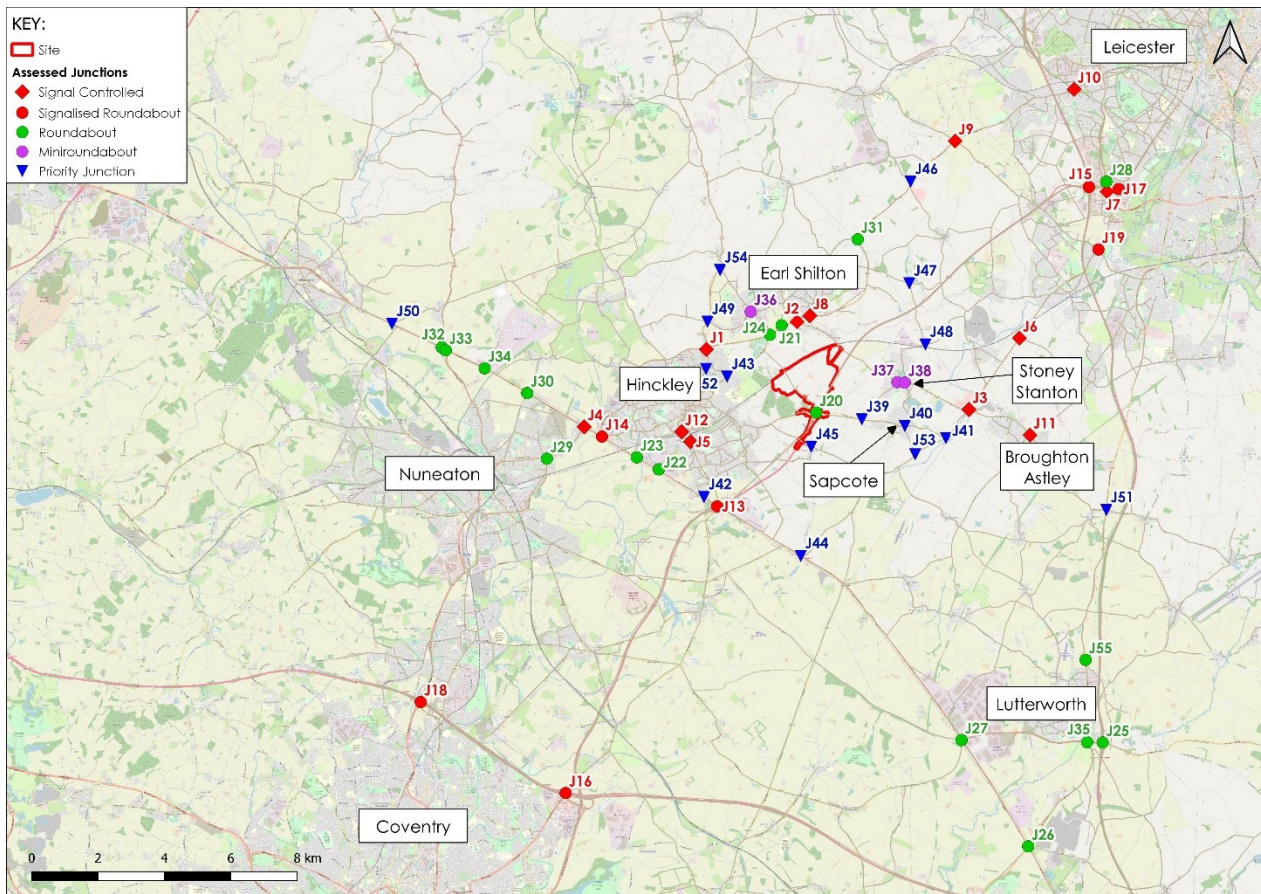 KEY:
Site
Assessed Junctions
Signal Controlled
Signalised Roundabout
Roundabout
Miniroundabout
Priority Junction
Leicester
J10
J9
J46
J28
J15
J17
J7
J31
J19
J54
Earl Shilton
J47
J36
J50
J49
J2
J8
J24
J21
J32
J33
J1
J48
J6
J34
J43
52
Hinckley
J37
J38
Stoney
Stanton
J30
J20
J39
J3
J4
J14
J12
J5
J40
J41
J11
J45
J53
Broughton
Astley
J29
J23
J22
Nuneaton
Sapcote
J42
J13
J51
J44
J55
J18
Lutterworth
J27
J35
J25
J16
Coventry
J26
0 2 4 6 8 km